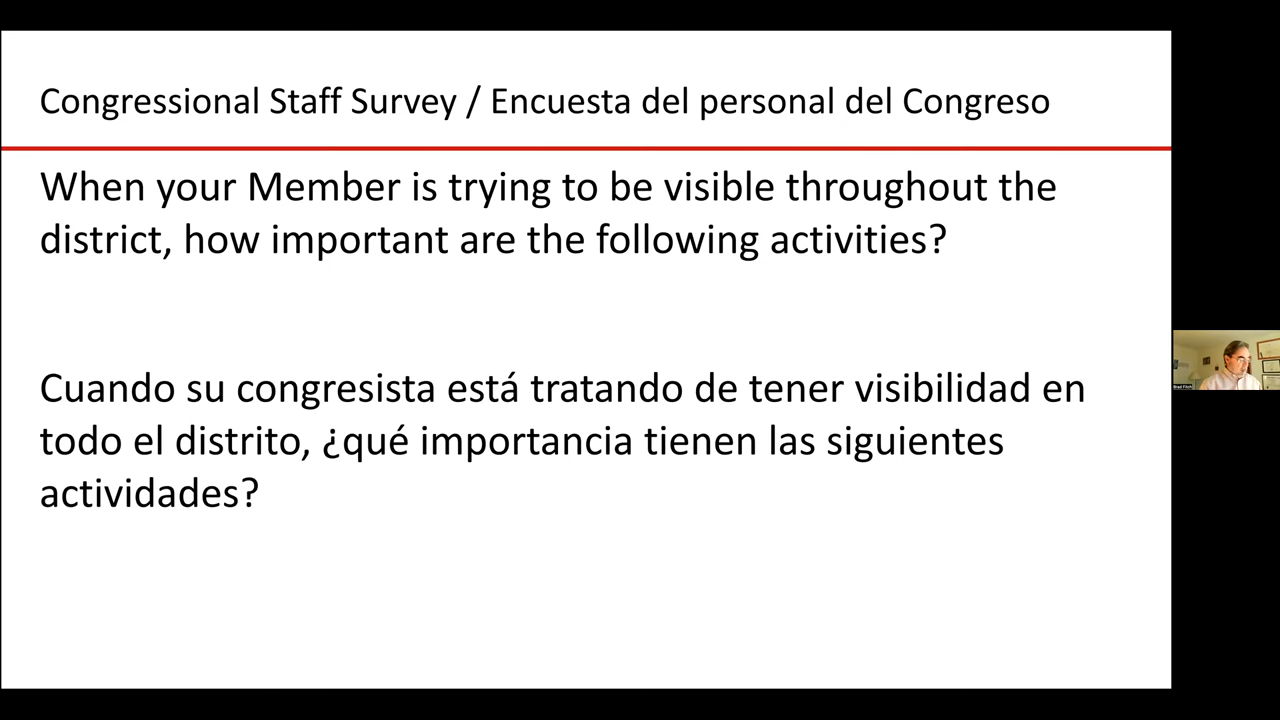 Congressional Staff Survey / Encuesta del personal del Congreso
When your Member is trying to be visible throughout the
district, how important are the following activities?
Cuando su congresista está tratando de tener visibilidad en
todo el distrito, ¿qué importancia tienen las siguientes
actividades?
Brad Fitch